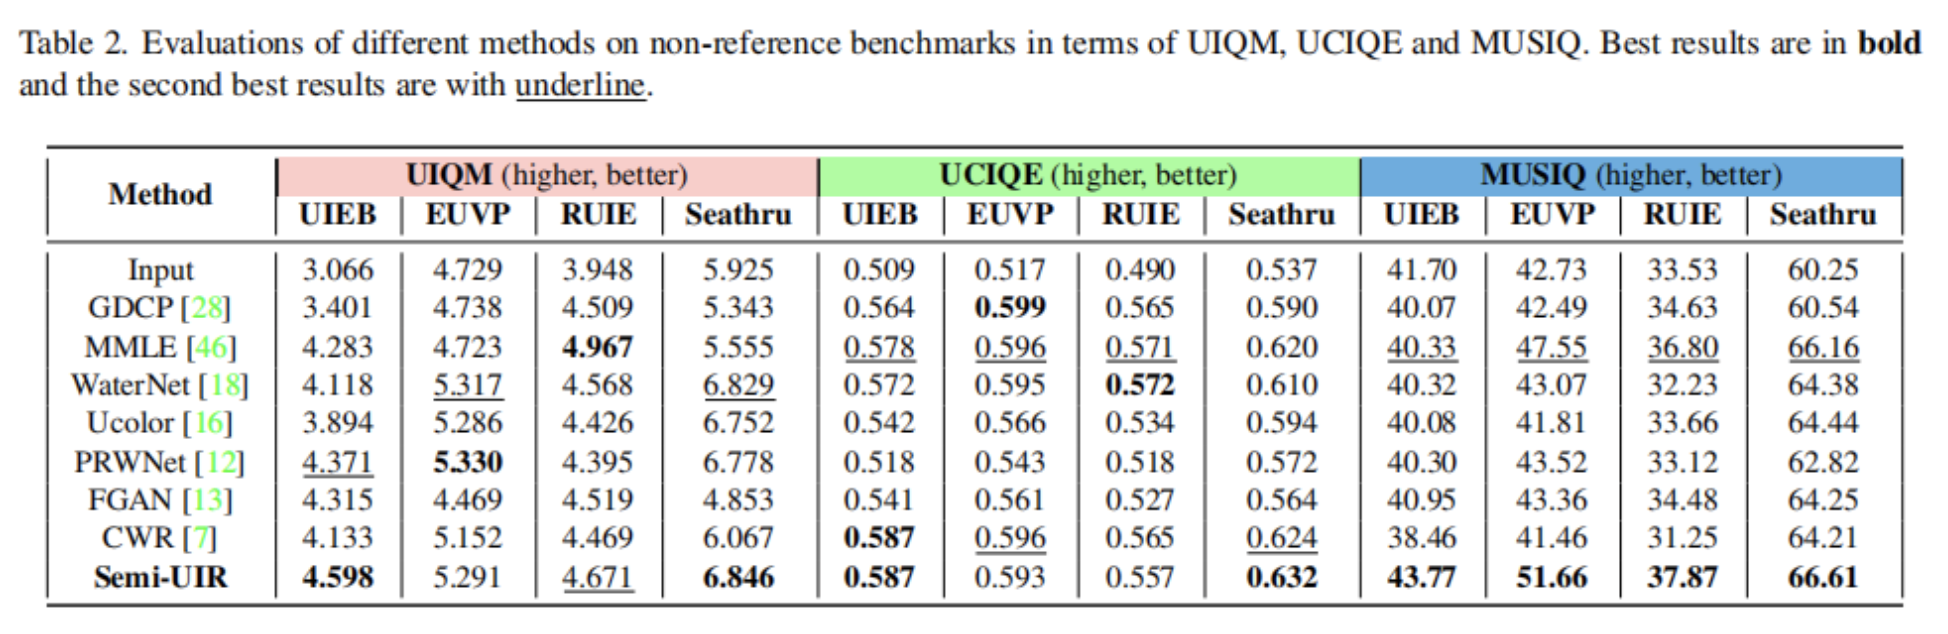 Table 2. Evaluations of different methods on non-reference benchmarks in terms of UIQM, UCIQE and MUSIQ. Best results are in bold
and the second best results are with underline.
Method UIQM (higher, better) UCIQE (higher, better) MUSIQ (higher, better)
UIEB EUVP RUIE Seathru UIEB EUVP RUIE Seathru UIEB EUVP RUIE Seathru
Input 3.066 4.729 3.948 5.925 0.509 0.517 0.490 0.537 41.70 42.73 33.53 60.25
GDCP [28] 3.401 4.738 4.509 5.343 0.564 0.599 0.565 0.590 40.07 42.49 34.63 60.54
MMLE [46] 4.283 4.723 4.967 5.555 0.578 0.596 0.571 0.620 40.33 47.55 36.80 66.16
WaterNet [18] 4.118 5.317 4.568 6.829 0.572 0.595 0.572 0.610 40.32 43.07 32.23 64.38
Ucolor [16] 3.894 5.286 4.426 6.752 0.542 0.566 0.534 0.594 40.08 41.81 33.66 64.44
PRWNet [12] 4.371 5.330 4.395 6.778 0.518 0.543 0.518 0.572 40.30 43.52 33.12 62.82
FGAN [13] 4.315 4.469 4.519 4.853 0.541 0.561 0.527 0.564 40.95 43.36 34.48 64.25
CWR [7] 4.133 5.152 4.469 6.067 0.587 0.596 0.565 0.624 38.46 41.46 31.25 64.21
Semi-UIR 4.598 5.291 4.671 6.846 0.587 0.593 0.557 0.632 43.77 51.66 37.87 66.61